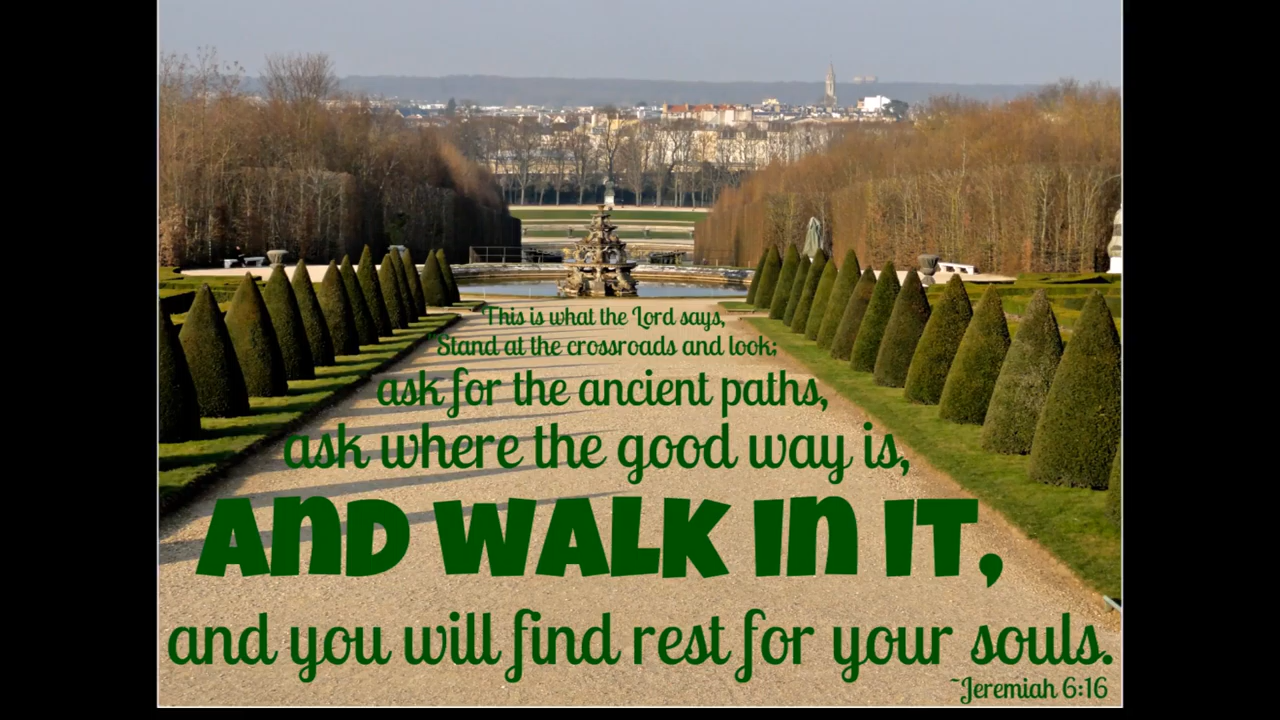 This is what the Lord says,
"Stand at the crossroads and look;
ask for the ancient paths,
ask where the good way is,
AND WALK IN IT,
and you will find rest for your souls.
~Jeremiah 6:16